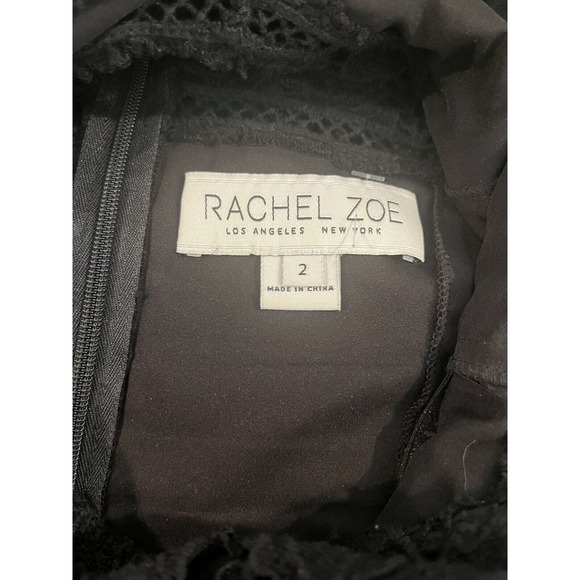 RACHEL ZOE
LOS ANGELES NEW YORK
2
MADE IN CHINA